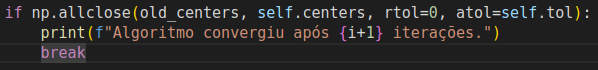 if np.allclose(old_centers, self.centers, rtol=0, atol=self.tol):
    print(f"Algoritmo convergiu após {i+1} iterações.")
    break